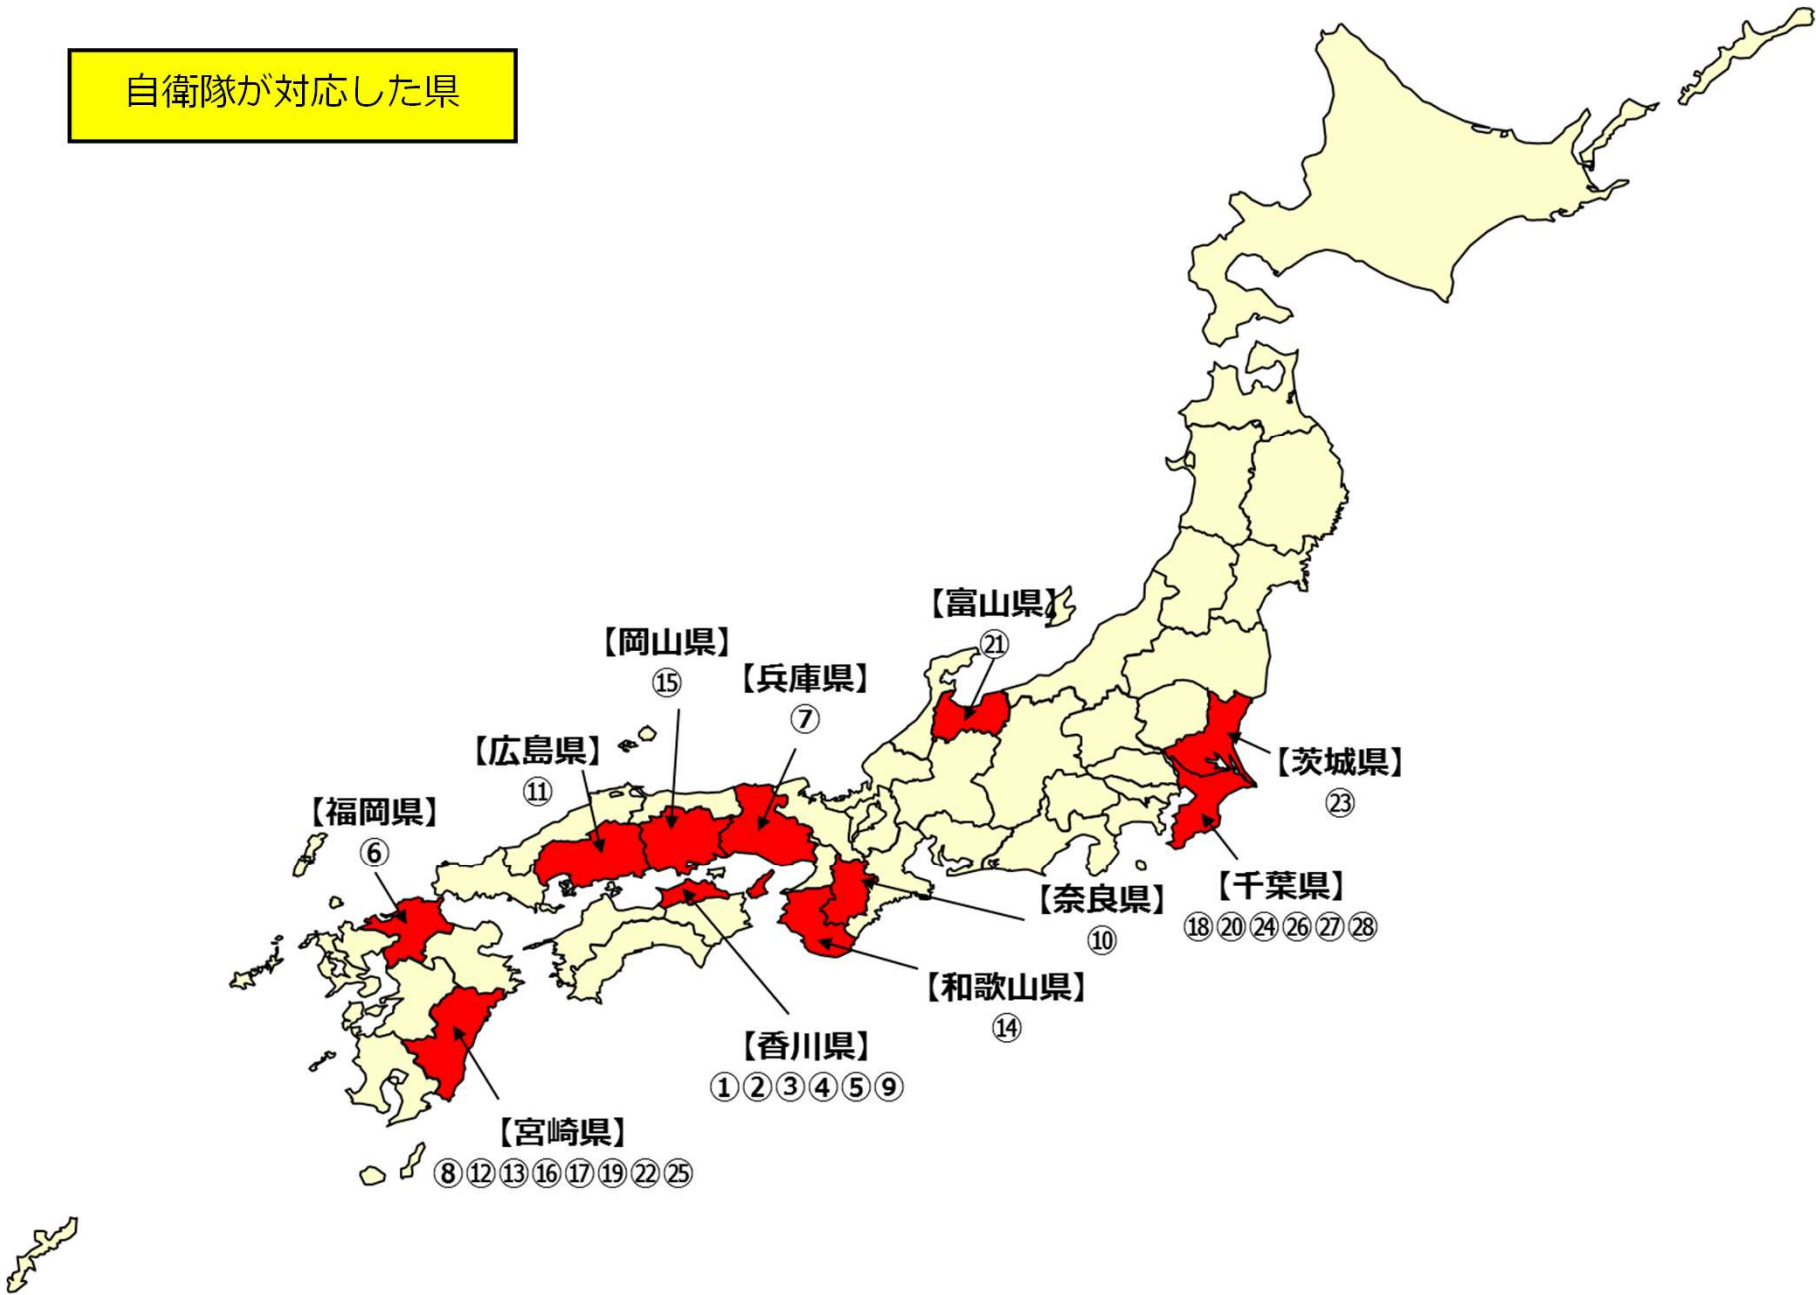 自衛隊が対応した県
【富山県】
㉑
【岡山県】
⑮
【兵庫県】
⑦
【広島県】
⑪
【茨城県】
㉓
【福岡県】
⑥
【奈良県】
⑩
【千葉県】
⑱⑳㉔㉖㉗㉘
【和歌山県】
⑭
【香川県】
①②③④⑤⑨
【宮崎県】
⑧⑫⑬⑯⑰⑲㉒㉕